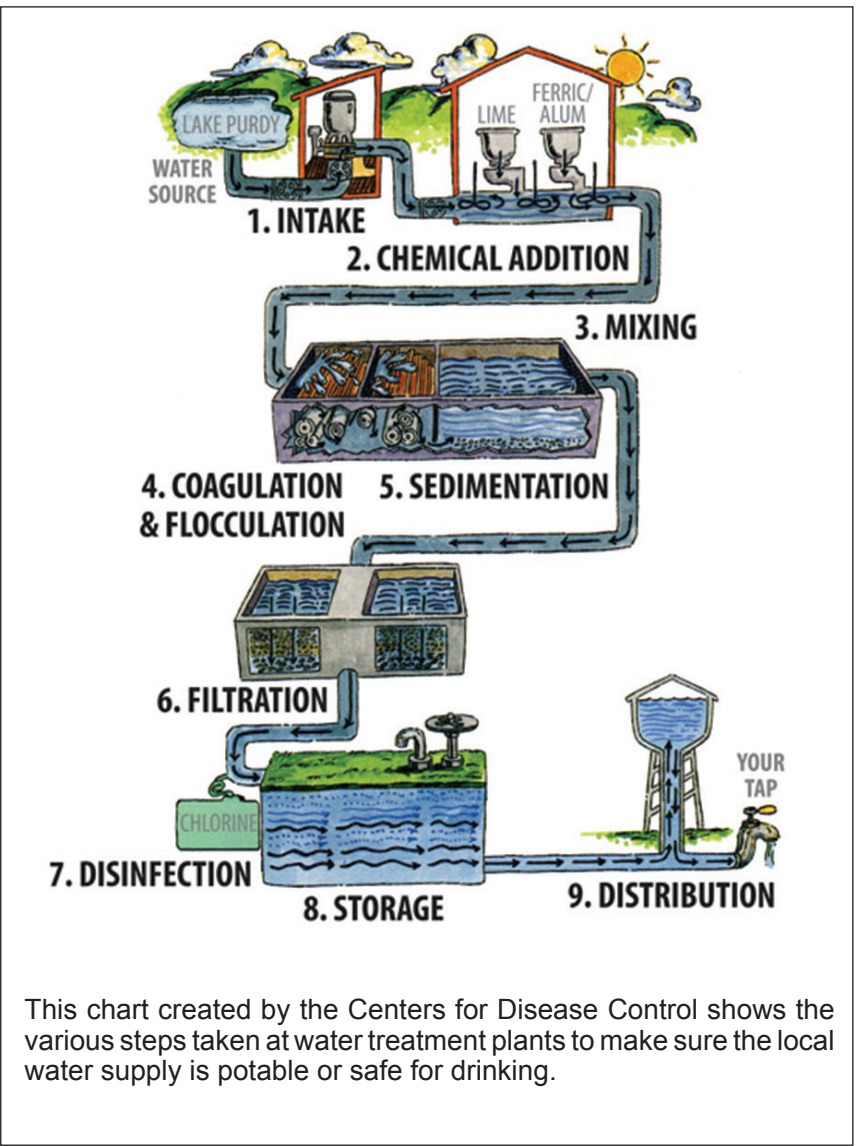 LAKE PURDY
WATER
SOURCE
1. INTAKE
LIME
FERRIC/
ALUM
2. CHEMICAL ADDITION
3. MIXING
4. COAGULATION
& FLOCCULATION
5. SEDIMENTATION
6. FILTRATION
CHLORINE
7. DISINFECTION
8. STORAGE
YOUR
TAP
9. DISTRIBUTION
This chart created by the Centers for Disease Control shows the
various steps taken at water treatment plants to make sure the local
water supply is potable or safe for drinking.